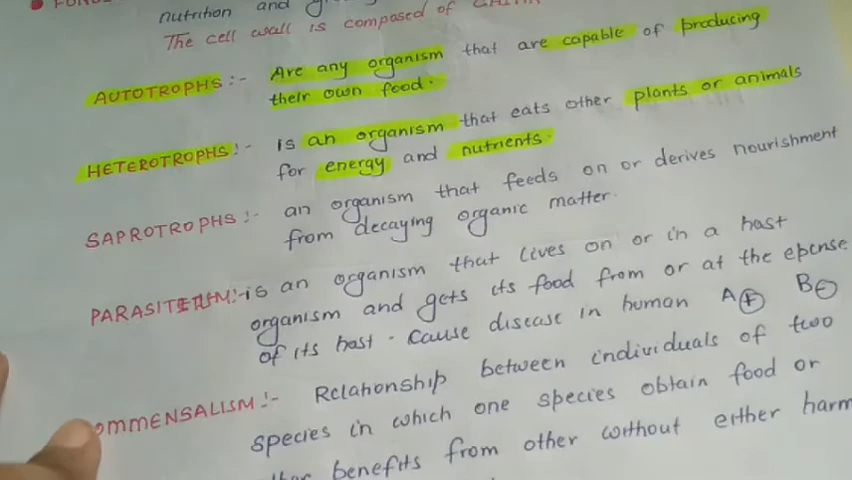 nutrition and
The cell wall is composed of CHITIN
AUTOTROPHS :- Are any organism that are capable of producing
their own food.
HETEROTROPHS :- is an organism that eats other plants or animals
for energy and nutrients.
SAPROTROPHS :- an organism that feeds on or derives nourishment
from decaying organic matter.
:- is an organism that lives on or in a host
organism and gets its food from or at the epense
of its host. cause disease in human A⊕ B⊖
OMMENSALISM :- Relationship between individuals of two
species in which one species obtain food or
benefits from other without either harm